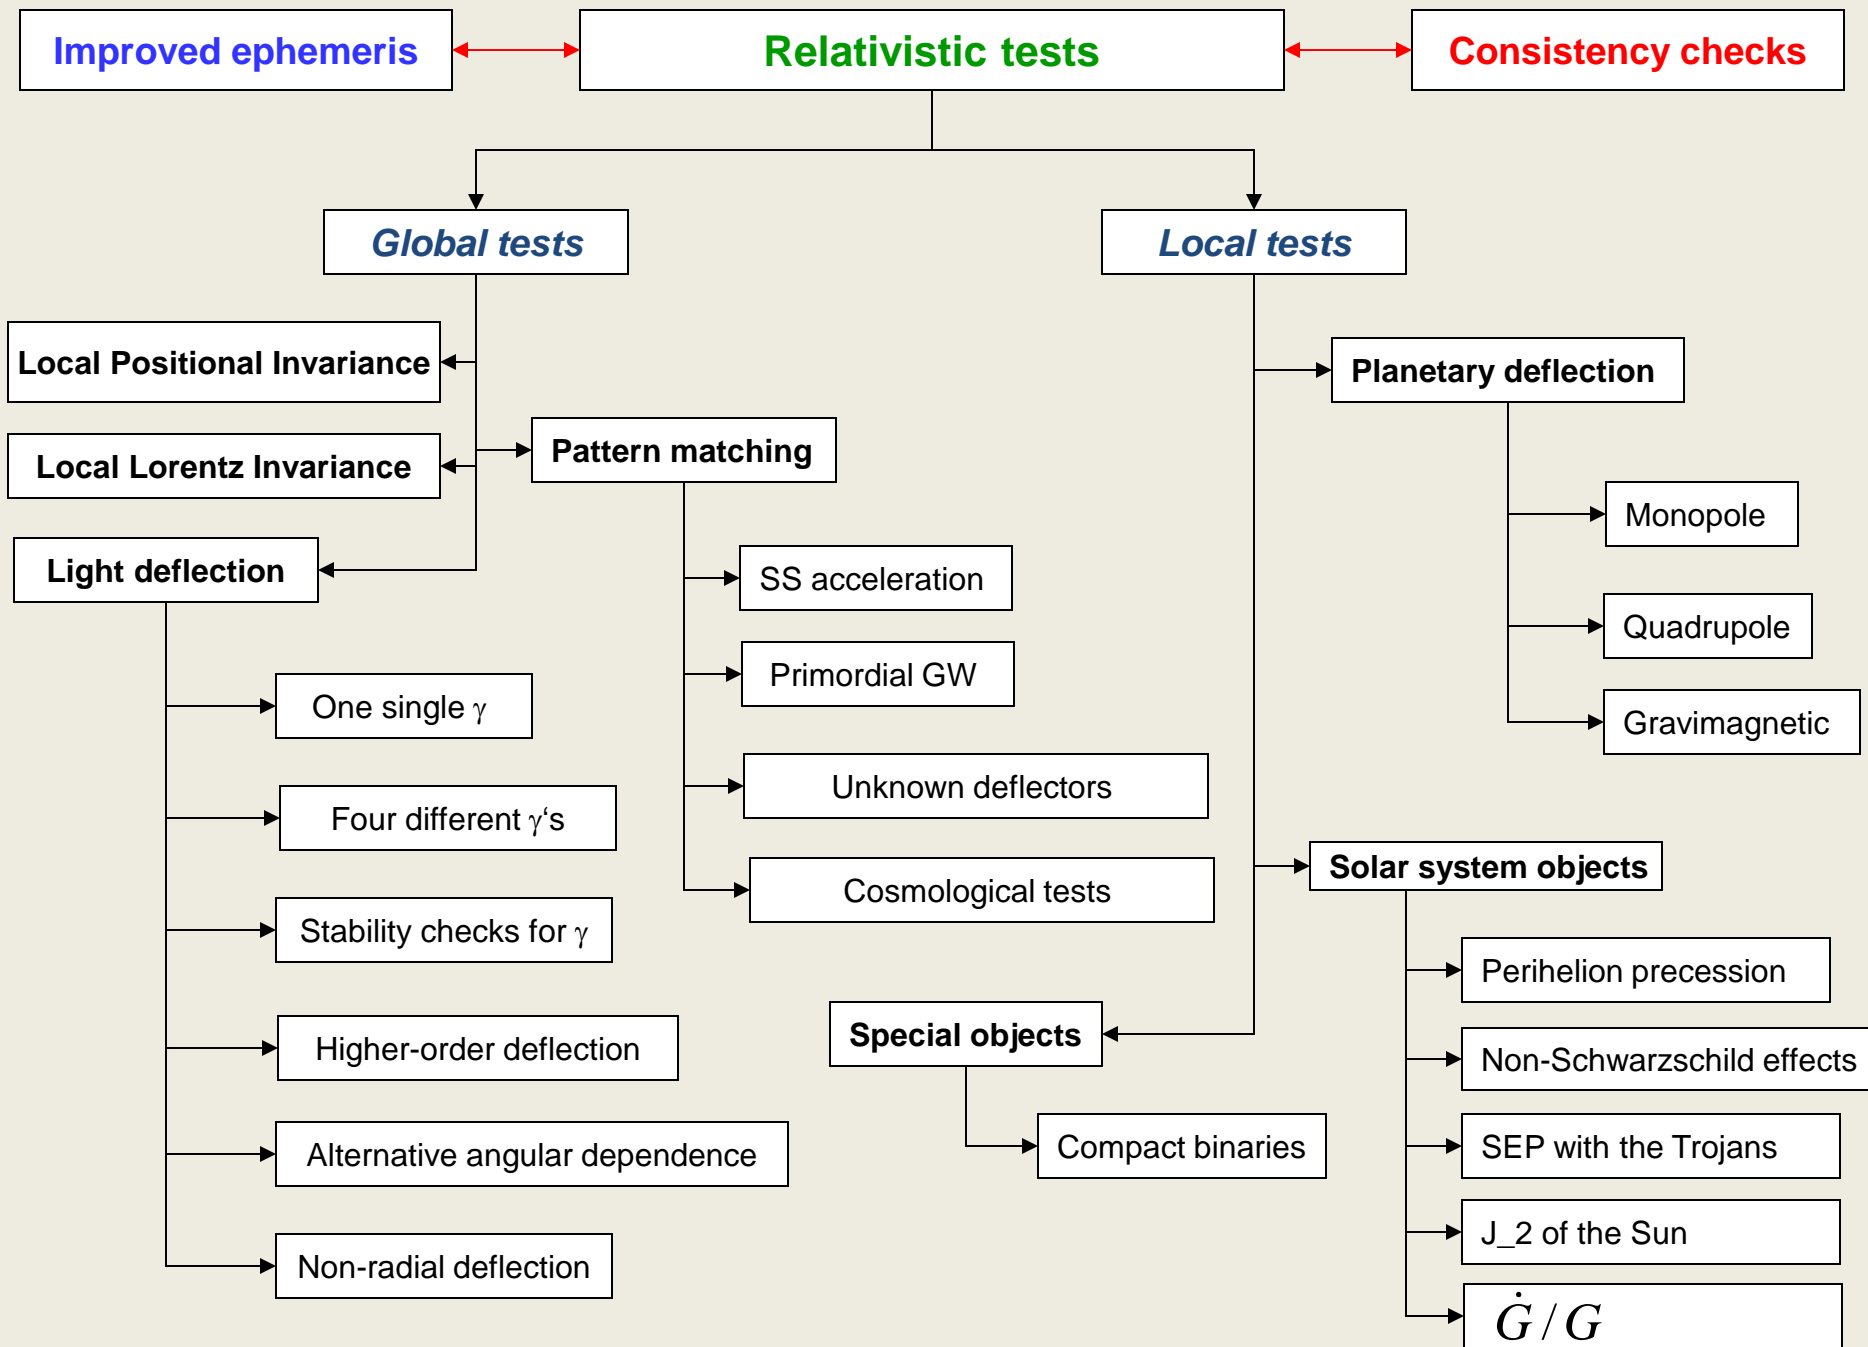 Improved ephemeris
Relativistic tests
Consistency checks
Global tests
Local tests
Local Positional Invariance
Local Lorentz Invariance
Pattern matching
Light deflection
SS acceleration
Primordial GW
Unknown deflectors
Cosmological tests
One single γ
Four different γ‘s
Stability checks for γ
Higher-order deflection
Alternative angular dependence
Non-radial deflection
Planetary deflection
Monopole
Quadrupole
Gravimagnetic
Solar system objects
Perihelion precession
Non-Schwarzschild effects
SEP with the Trojans
J_2 of the Sun
Ġ / G
Special objects
Compact binaries